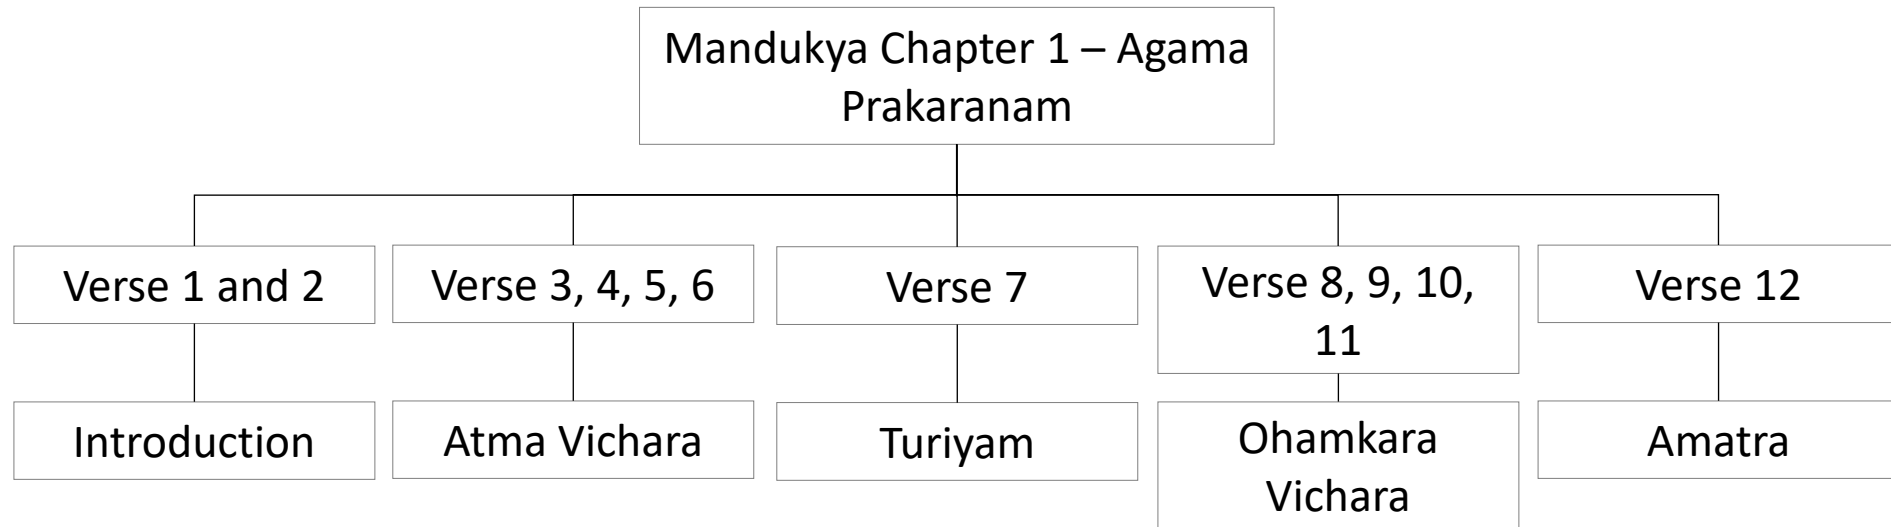 Mandukya Chapter 1 – Agama
Prakaranam
Verse 1 and 2
Verse 3, 4, 5, 6
Verse 7
Verse 8, 9, 10,
11
Verse 12
Introduction
Atma Vichara
Turiyam
Ohamkara
Vichara
Amatra